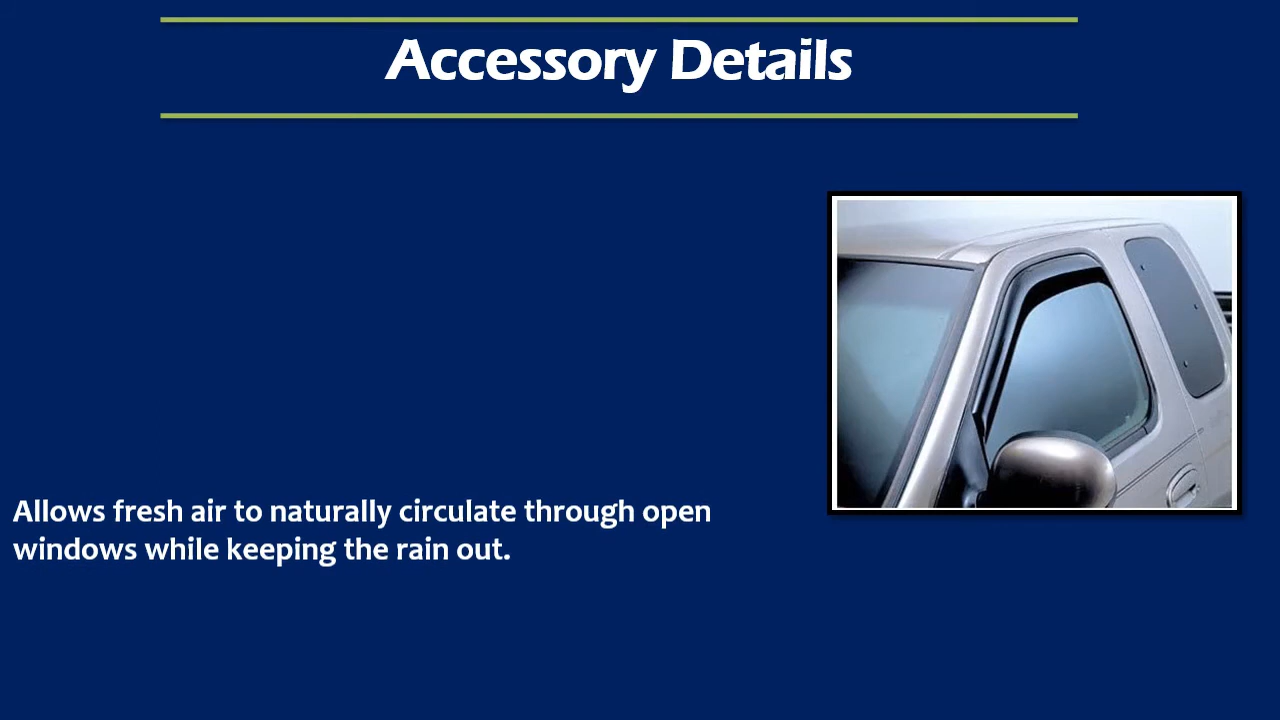 Accessory Details
Allows fresh air to naturally circulate through open
windows while keeping the rain out.